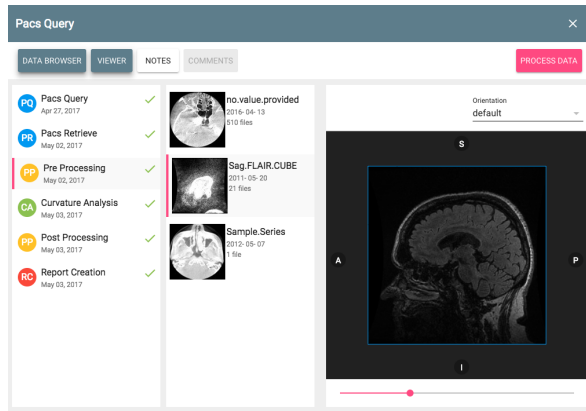 Pacs Query
×
DATA BROWSER
VIEWER
NOTES
COMMENTS
PROCESS DATA
PQ
Pacs Query
Apr 27, 2017
PR
Pacs Retrieve
May 02, 2017
PP
Pre Processing
May 02, 2017
CA
Curvature Analysis
May 03, 2017
PP
Post Processing
May 03, 2017
RC
Report Creation
May 03, 2017
no.value.provided
2016- 04- 13
510 files
Sag.FLAIR.CUBE
2011- 05- 20
21 files
Sample.Series
2012- 05- 07
1 file
Orientation
default
S
A
P
I